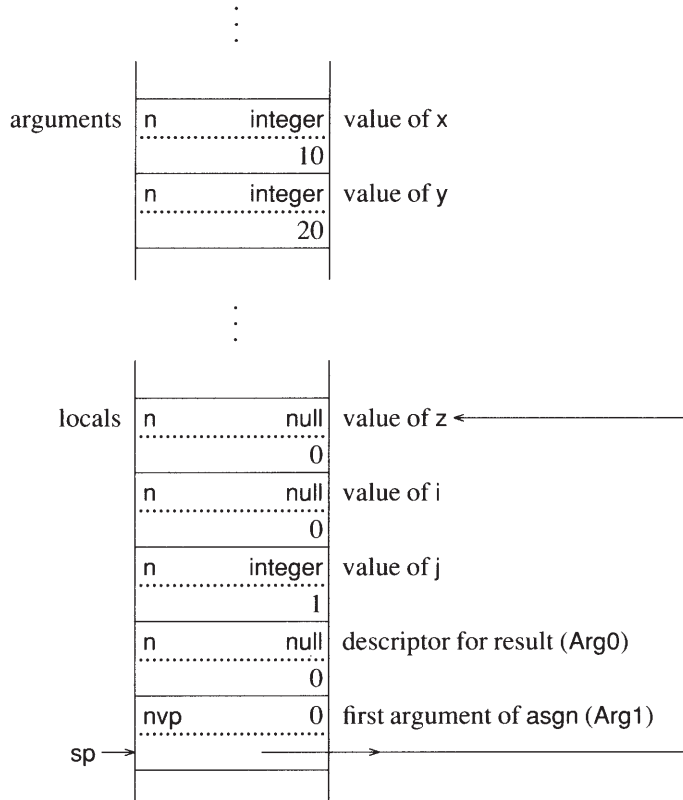 arguments n integer value of x
10
n integer value of y
20
locals n null value of z
0
n null value of i
0
n integer value of j
1
n null descriptor for result (Arg0)
0
nvp 0 first argument of asgn (Arg1)
sp